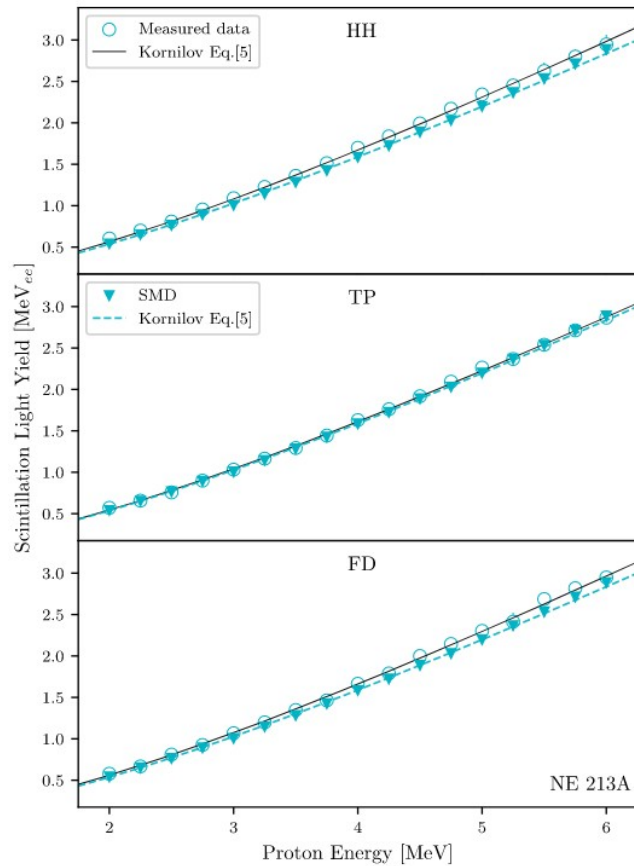 Measured data
Kornilov Eq.[5]
HH
3.0
2.5
2.0
1.5
1.0
0.5
SMD
Kornilov Eq.[5]
TP
3.0
2.5
2.0
1.5
1.0
0.5
Scintillation Light Yield [MeVee]
FD
3.0
2.5
2.0
1.5
1.0
0.5
NE 213A
2 3 4 5 6
Proton Energy [MeV]